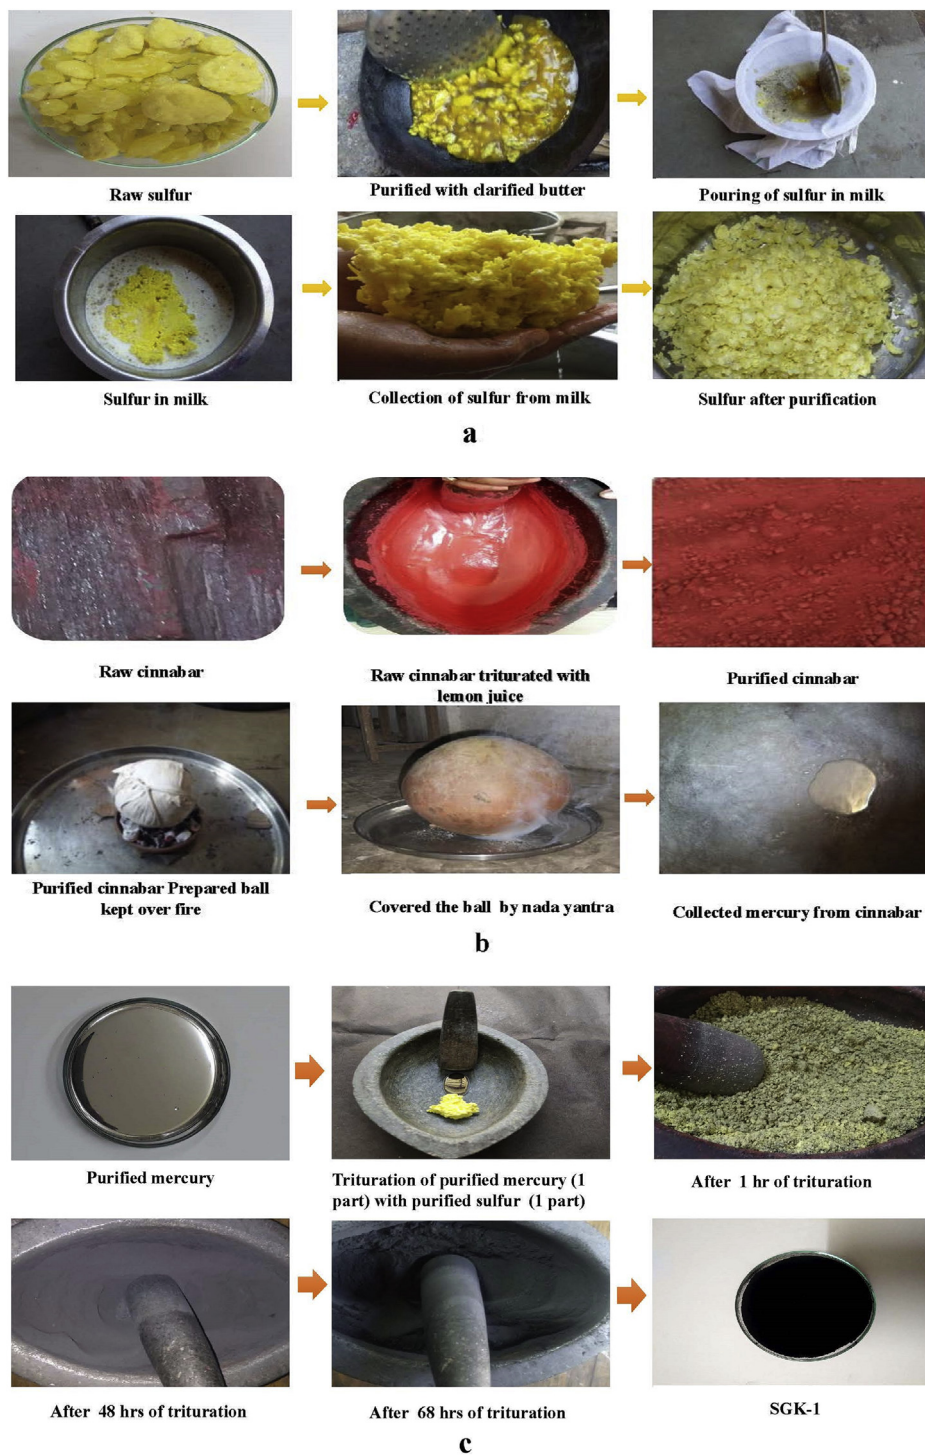 Raw sulfur
Purified with clarified butter
Pouring of sulfur in milk
Sulfur in milk
Collection of sulfur from milk
Sulfur after purification
a
Raw cinnabar
Raw cinnabar triturated with
lemon juice
Purified cinnabar
Purified cinnabar Prepared ball
kept over fire
Covered the ball by nada yantra
Collected mercury from cinnabar
b
Purified mercury
Trituration of purified mercury (1
part) with purified sulfur (1 part)
After 1 hr of trituration
After 48 hrs of trituration
After 68 hrs of trituration
SGK-1
c